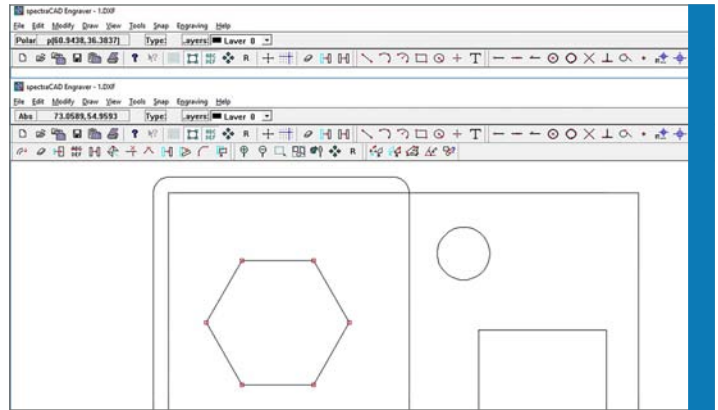 spectraCAD Engraver - 1.DXF
File Edit Modify Draw View Tools Snap Engraving Help
Polar p(60.9438,36.3837) Type: Layers: Layer 0
R T
spectraCAD Engraver - 1.DXF
File Edit Modify Draw View Tools Snap Engraving Help
Abs 73.0589,54.9593 Type: Layers: Layer 0
R T
R